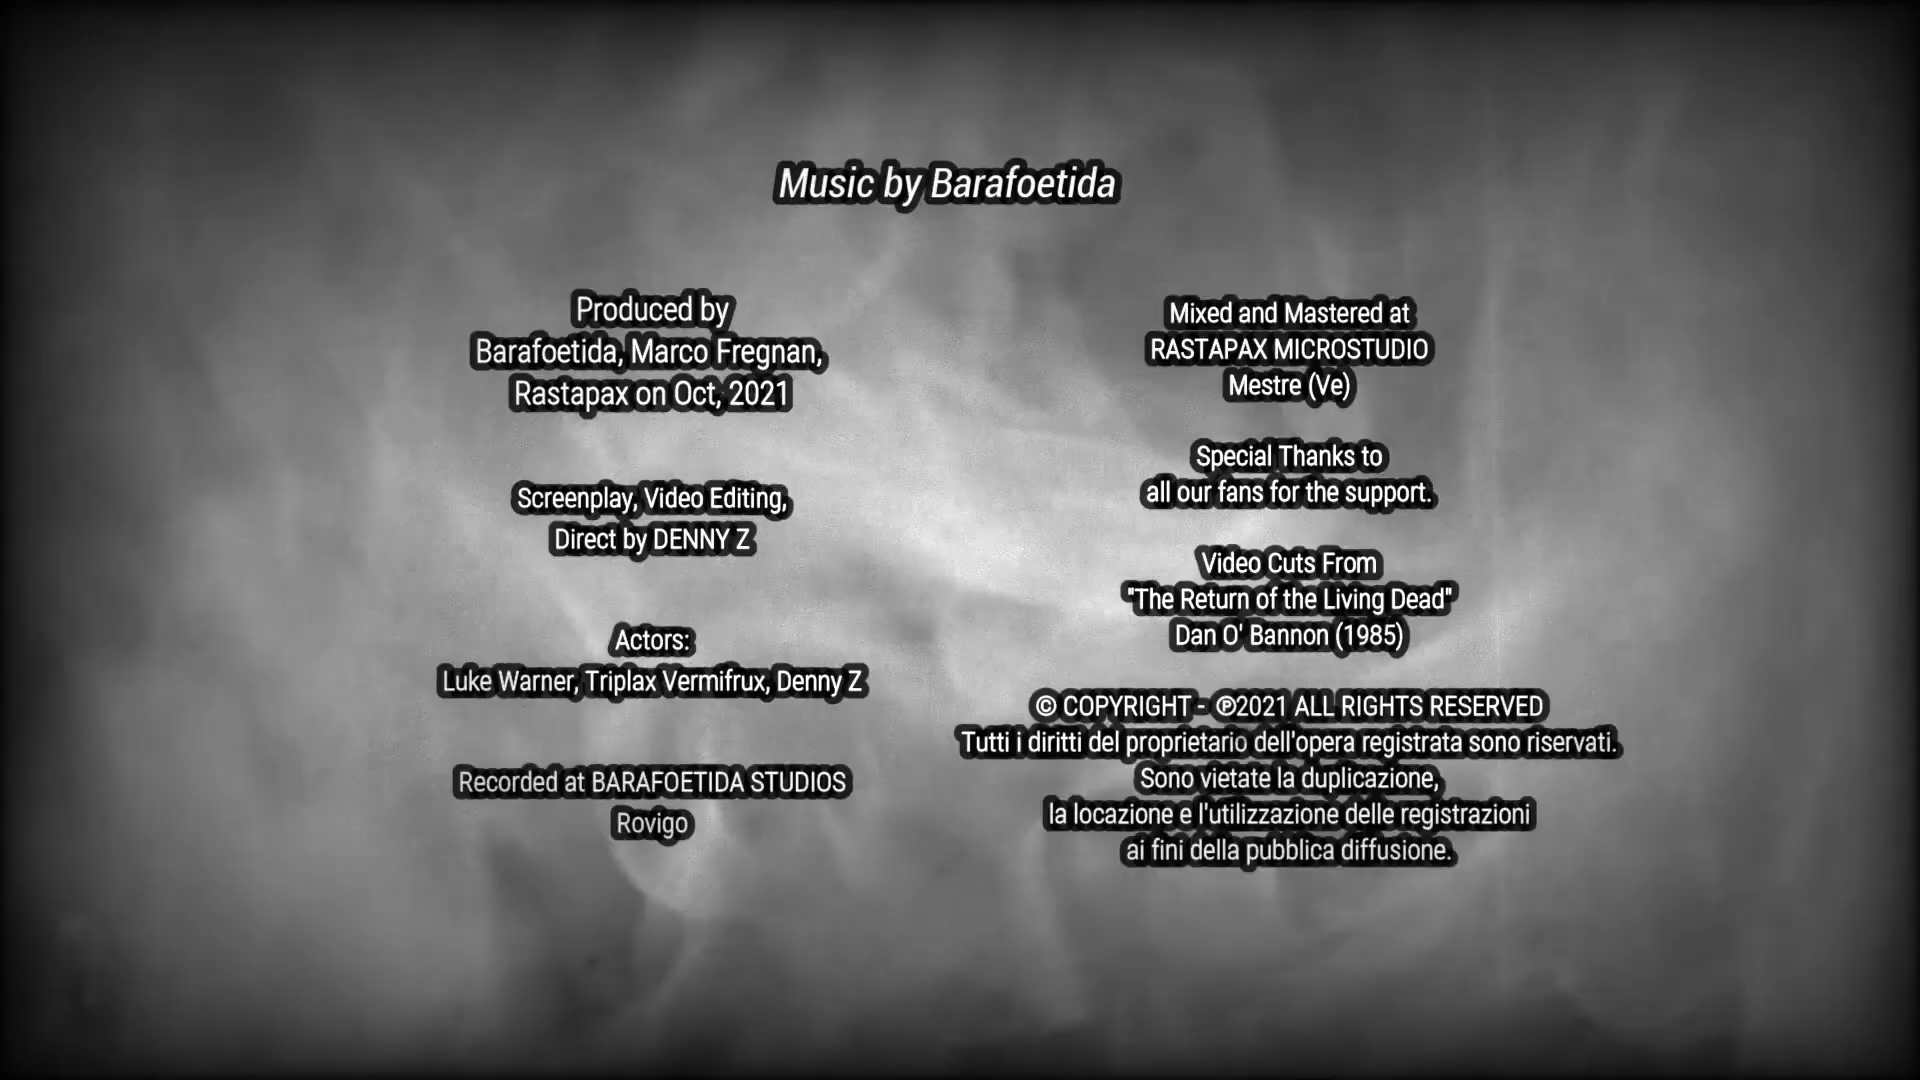 Music by Barafoetida
Produced by
Barafoetida, Marco Fregnan,
Rastapax on Oct, 2021
Screenplay, Video Editing,
Direct by DENNY Z
Actors:
Luke Warner, Triplax Vermifrux, Denny Z
Recorded at BARAFOETIDA STUDIOS
Rovigo
Mixed and Mastered at
RASTAPAX MICROSTUDIO
Mestre (Ve)
Special Thanks to
all our fans for the support.
Video Cuts From
"The Return of the Living Dead"
Dan O' Bannon (1985)
© COPYRIGHT - ℗2021 ALL RIGHTS RESERVED
Tutti i diritti del proprietario dell'opera registrata sono riservati.
Sono vietate la duplicazione,
la locazione e l'utilizzazione delle registrazioni
ai fini della pubblica diffusione.